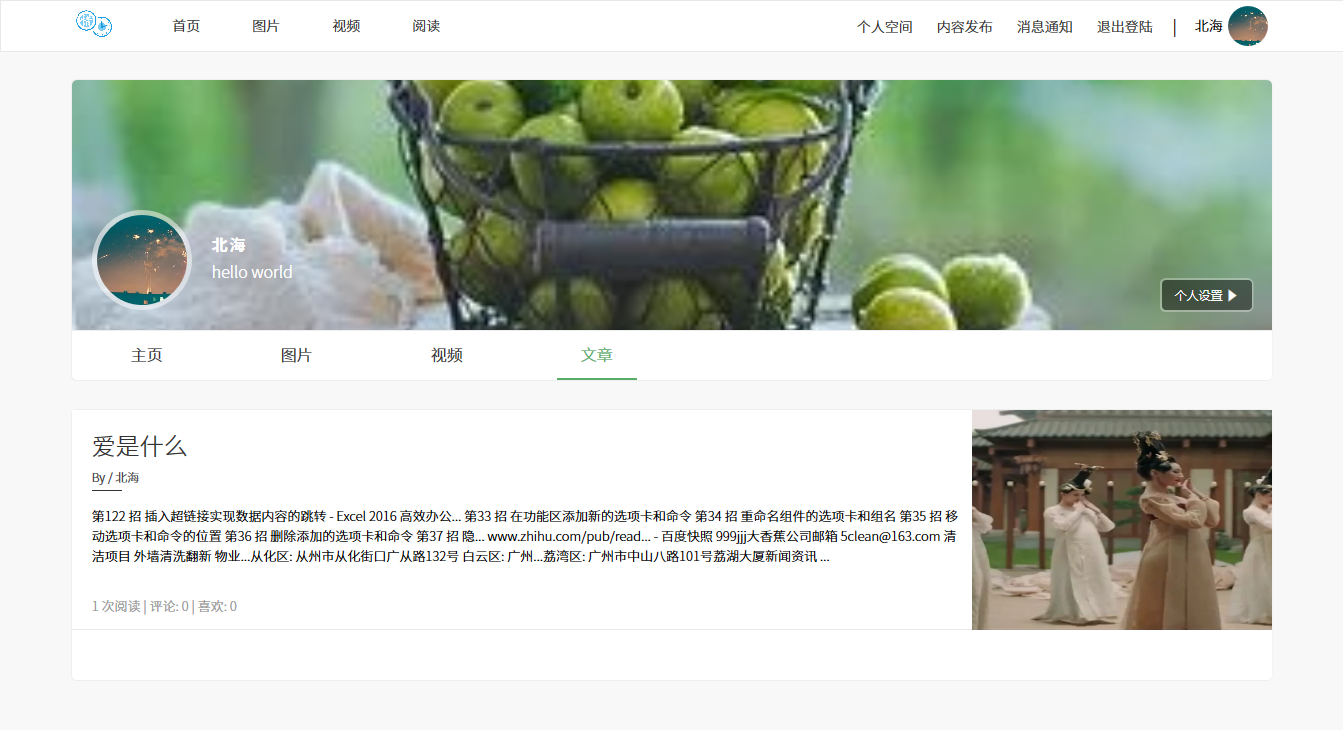 首页 图片 视频 阅读 个人空间 内容发布 消息通知 退出登陆 | 北海
北海
hello world
个人设置
主页 图片 视频 文章
爱是什么
By / 北海
第122 招 插入超链接实现数据内容的跳转 - Excel 2016 高效办公... 第33 招 在功能区添加新的选项卡和命令 第34 招 重命名组件的选项卡和组名 第35 招 移
动选项卡和命令的位置 第36 招 删除添加的选项卡和命令 第37 招 隐... www.zhihu.com/pub/read... - 百度快照 999jjj大香蕉公司邮箱 5clean@163.com 清
洁项目 外墙清洗翻新 物业...从化区: 从州市从化街口广从路132号 白云区: 广州...荔湾区: 广州市中山八路101号荔湖大厦新闻资讯 ...
1 次阅读 | 评论: 0 | 喜欢: 0